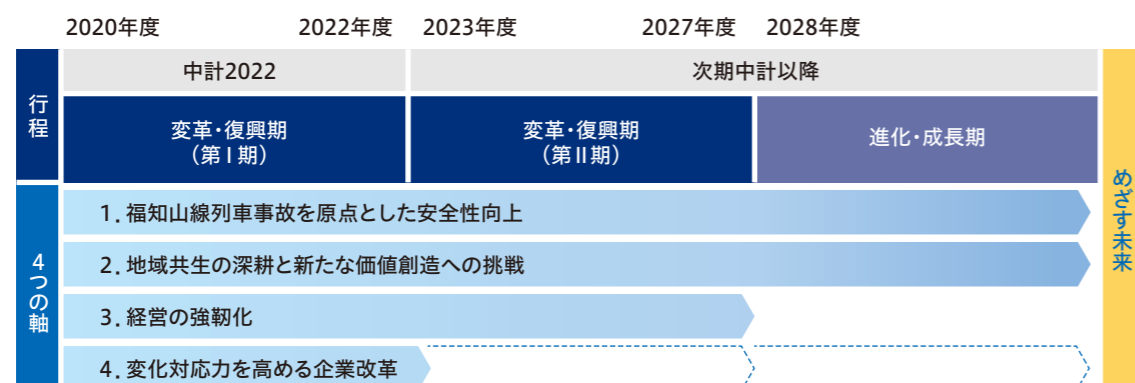 2020年度 2022年度 2023年度 2027年度 2028年度
中計2022 次期中計以降
行程
変革・復興期
（第Ⅰ期）
変革・復興期
（第Ⅱ期）
進化・成長期
4つの軸
1．福知山線列車事故を原点とした安全性向上
2．地域共生の深耕と新たな価値創造への挑戦
3．経営の強靭化
4．変化対応力を高める企業改革
めざす未来